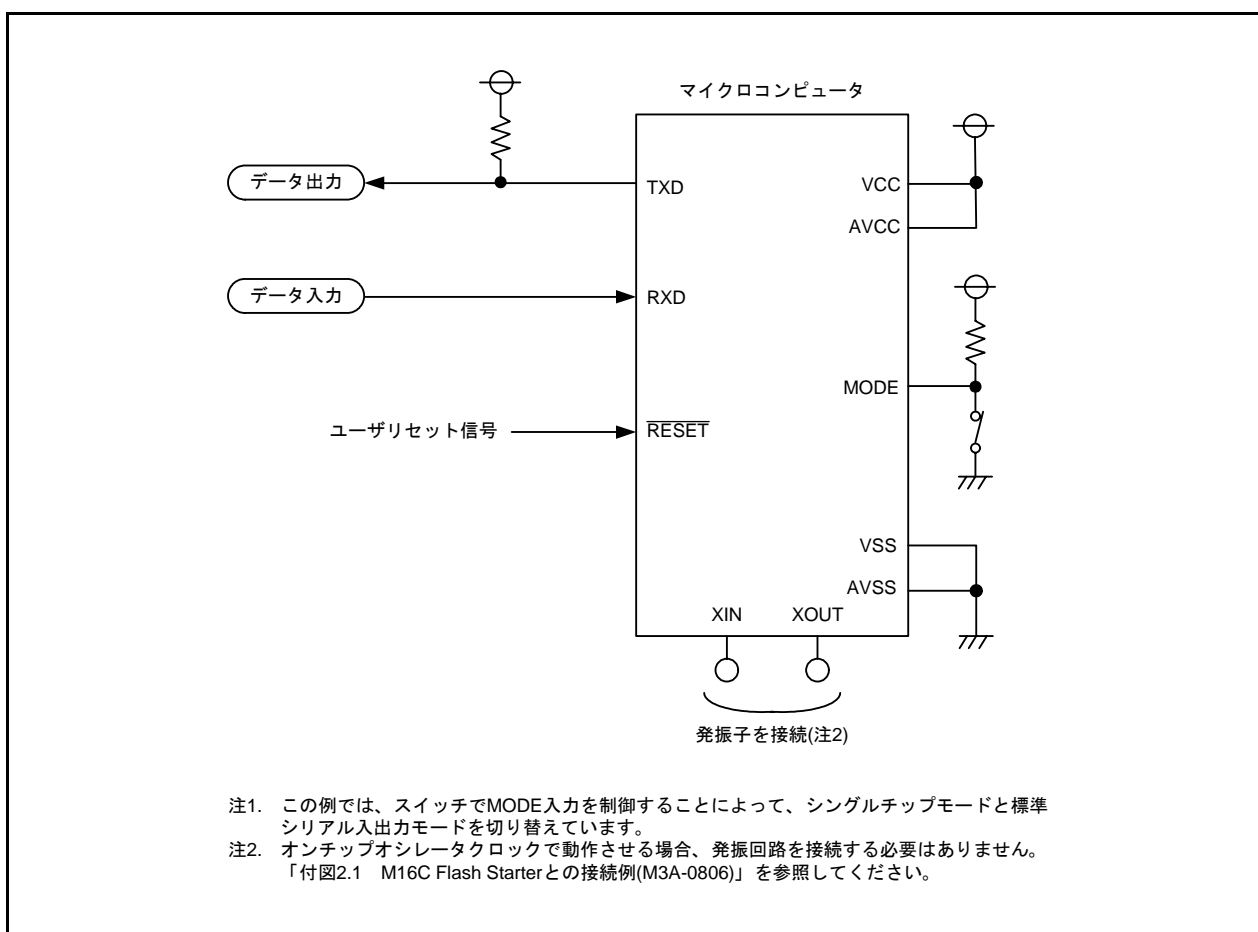 マイクロコンピュータ
データ出力
TXD
VCC
AVCC
データ入力
RXD
MODE
ユーザリセット信号
RESET
VSS
AVSS
XIN
XOUT
発振子を接続(注2)
注1. この例では、スイッチでMODE入力を制御することによって、シングルチップモードと標準
シリアル入出力モードを切り替えています。
注2. オンチップオシレータクロックで動作させる場合、発振回路を接続する必要はありません。
「付図2.1 M16C Flash Starterとの接続例(M3A-0806)」を参照してください。